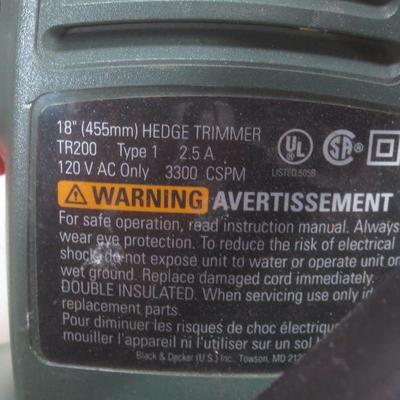 18" (455mm) HEDGE TRIMMER
TR200 Type 1 2.5 A
120 V AC Only 3300 CSPM
UL
SA
LISTED 505B
WARNING AVERTISSEMENT
For safe operation, read instruction manual. Always
wear eye protection. To reduce the risk of electrical
shock do not expose unit to water or operate unit on
wet ground. Replace damaged cord immediately.
DOUBLE INSULATED. When servicing use only
replacement parts.
Pour diminuer les risques de choc
mouiller l'appareil ni l'utiliser sur un sol
Black & Decker (U.S.) Inc., Towson, MD